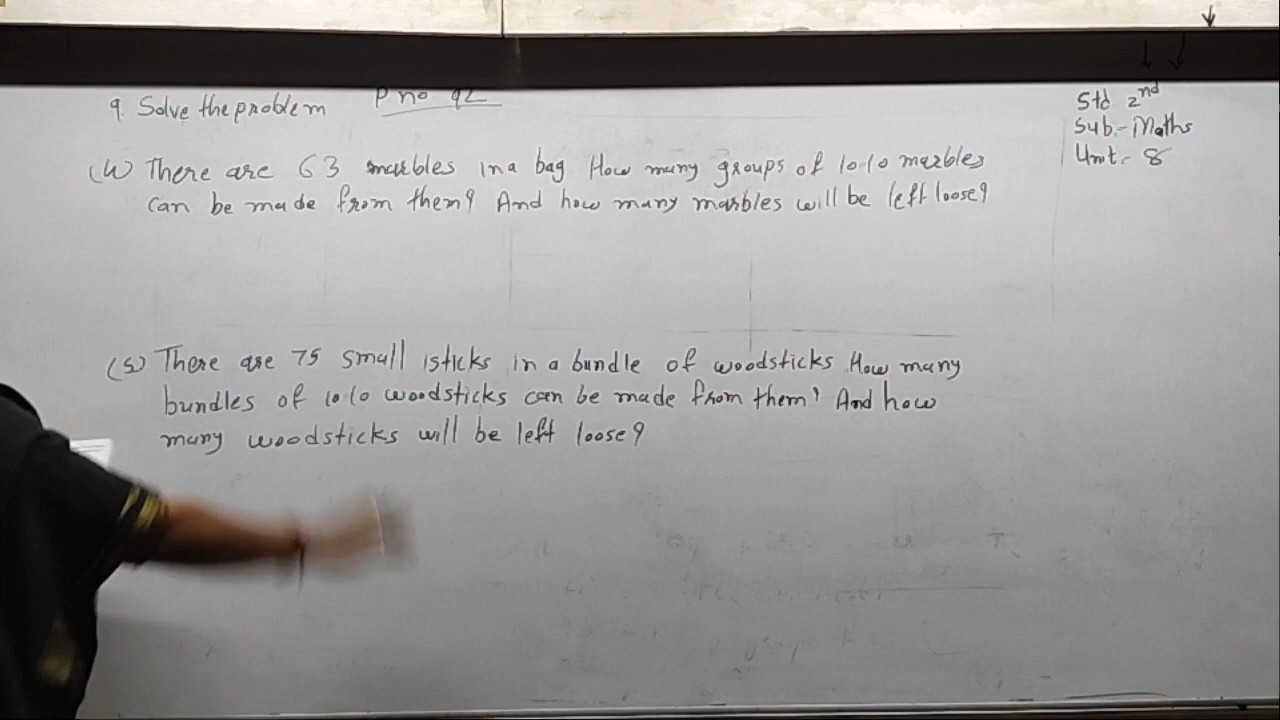 9. Solve the problem P no 92
Std 2nd
Sub:- Maths
Unit:- 8
(4) There are 63 marbles in a bag How many groups of 10 10 marbles
can be made from them? And how many marbles will be left loose?
(5) There are 75 small sticks in a bundle of woodsticks How many
bundles of 10 10 woodsticks can be made from them? And how
many woodsticks will be left loose?